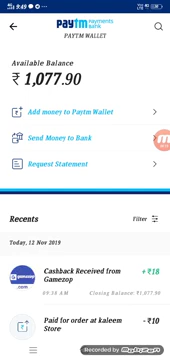 9:49
paytm payments bank
PAYTM WALLET
Available Balance
₹ 1,077.90
Add money to Paytm Wallet
Send Money to Bank
Request Statement
Recents
Filter
Today, 12 Nov 2019
Cashback Received from Gamezop
+ ₹18
gamezop
.com
09:38 AM
Closing Balance: ₹1,077.90
Paid for order at kaleem Store
- ₹10
Recorded by